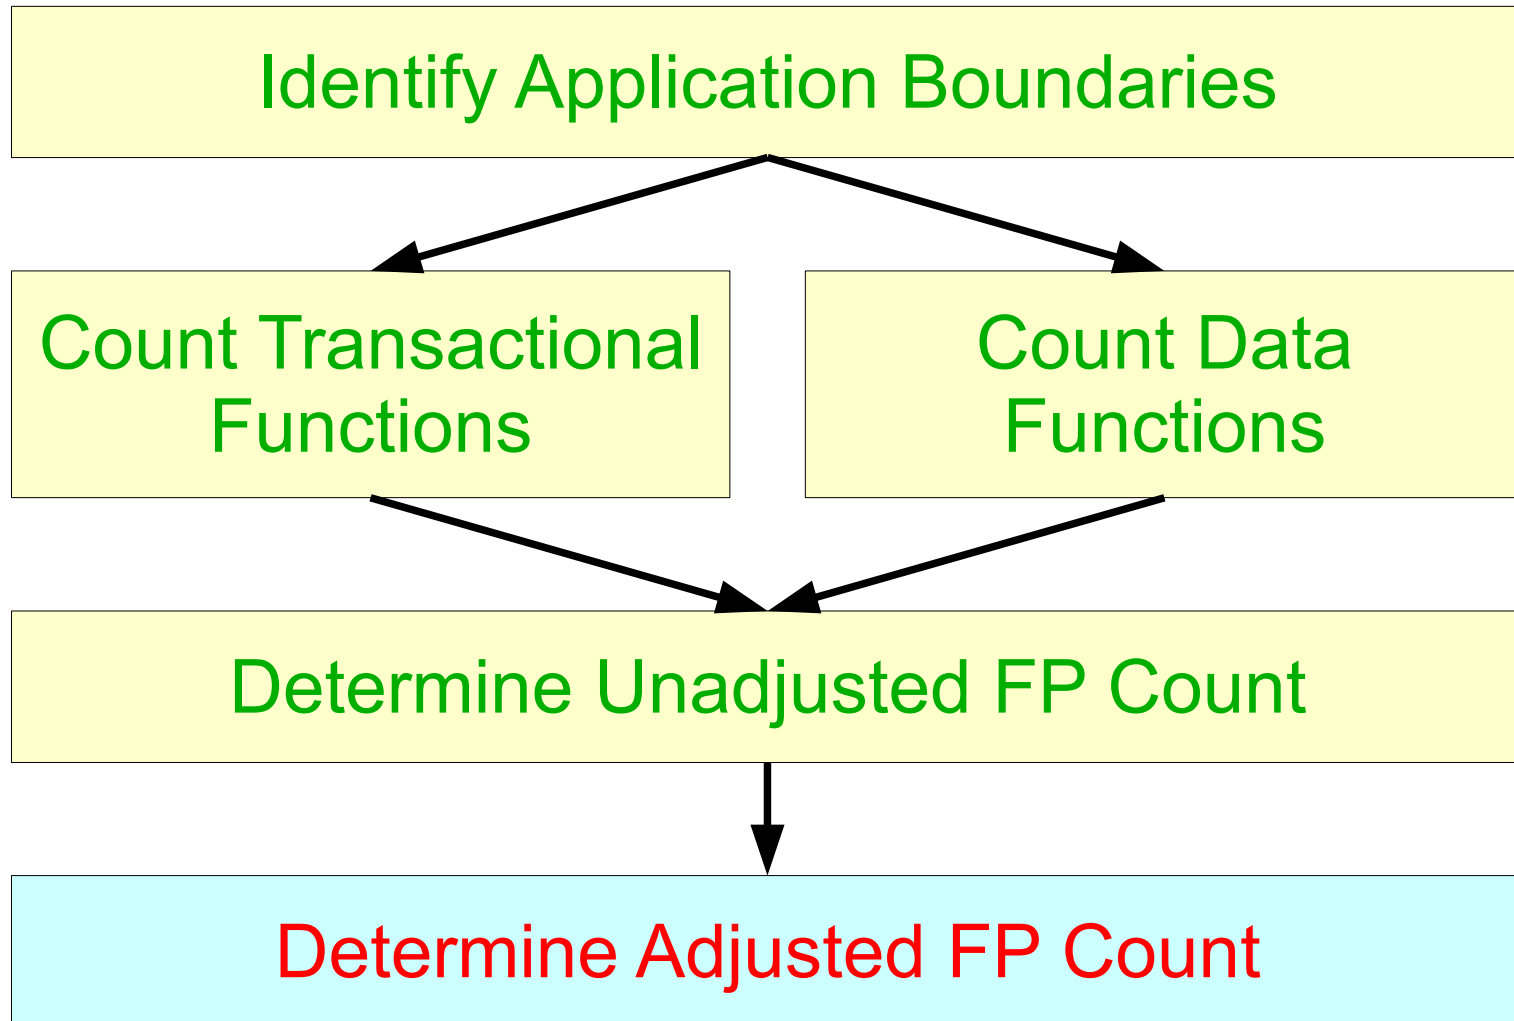 Identify Application Boundaries
Count Transactional
Functions
Count Data
Functions
Determine Unadjusted FP Count
Determine Adjusted FP Count